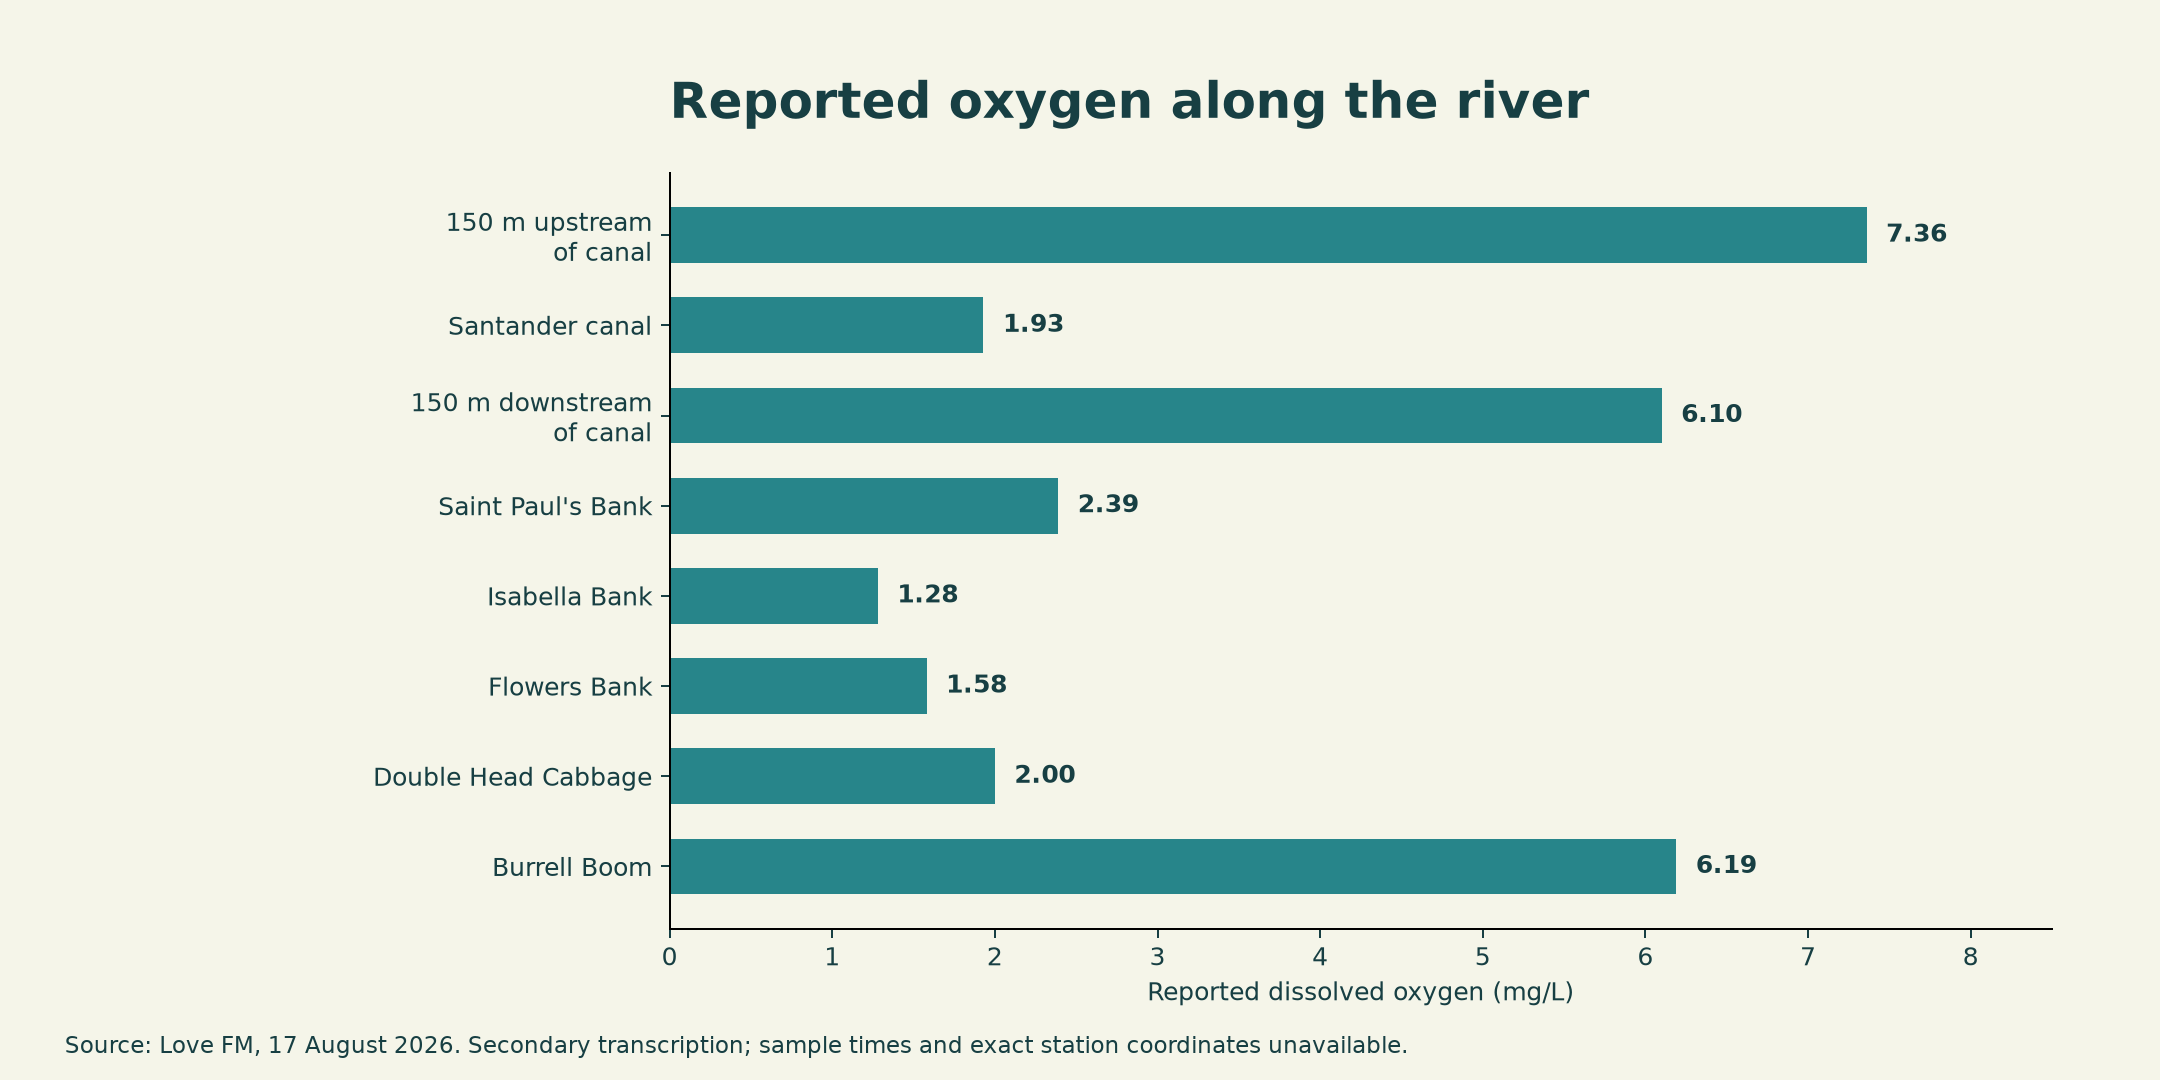 Reported oxygen along the river
150 m upstream
of canal
7.36
Santander canal
1.93
150 m downstream
of canal
6.10
Saint Paul's Bank
2.39
Isabella Bank
1.28
Flowers Bank
1.58
Double Head Cabbage
2.00
Burrell Boom
6.19
0 1 2 3 4 5 6 7 8
Reported dissolved oxygen (mg/L)
Source: Love FM, 17 August 2026. Secondary transcription; sample times and exact station coordinates unavailable.